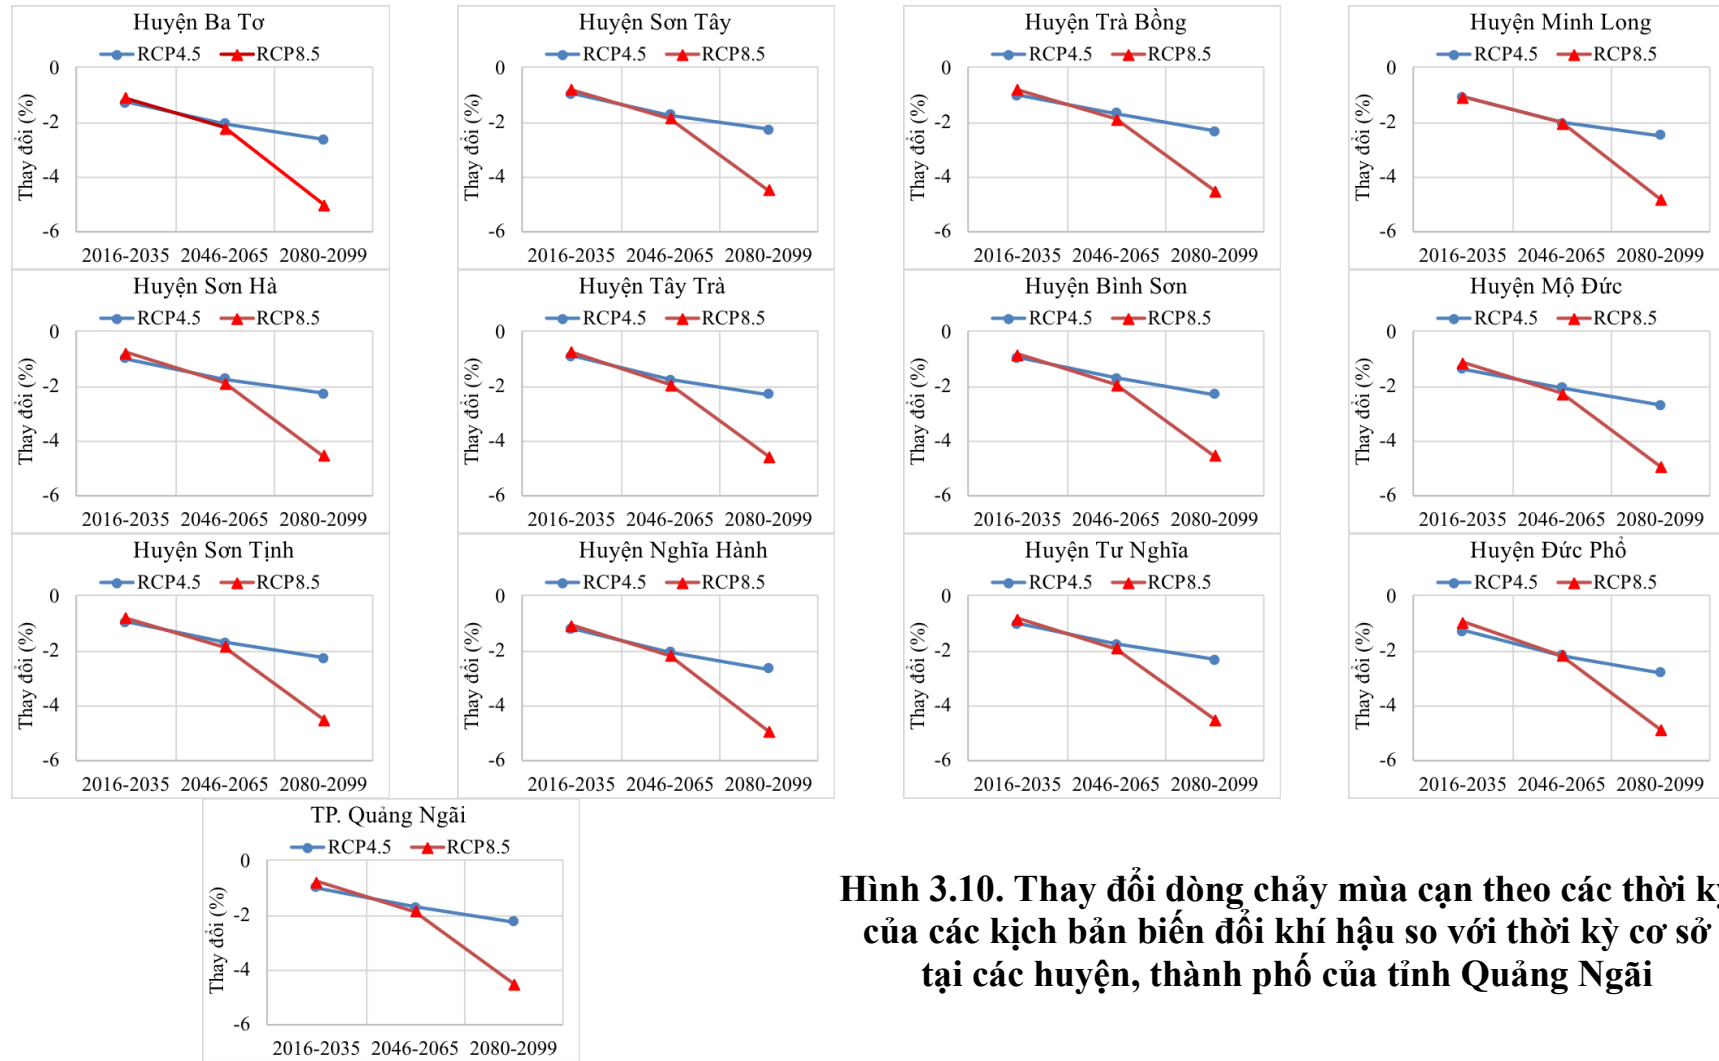 Huyện Ba Tơ
RCP4.5 RCP8.5
Thay đổi (%)
0
-2
-4
-6
2016-2035 2046-2065 2080-2099
Huyện Sơn Tây
RCP4.5 RCP8.5
Thay đổi (%)
0
-2
-4
-6
2016-2035 2046-2065 2080-2099
Huyện Trà Bồng
RCP4.5 RCP8.5
Thay đổi (%)
0
-2
-4
-6
2016-2035 2046-2065 2080-2099
Huyện Minh Long
RCP4.5 RCP8.5
Thay đổi (%)
0
-2
-4
-6
2016-2035 2046-2065 2080-2099
Huyện Sơn Hà
RCP4.5 RCP8.5
Thay đổi (%)
0
-2
-4
-6
2016-2035 2046-2065 2080-2099
Huyện Tây Trà
RCP4.5 RCP8.5
Thay đổi (%)
0
-2
-4
-6
2016-2035 2046-2065 2080-2099
Huyện Bình Sơn
RCP4.5 RCP8.5
Thay đổi (%)
0
-2
-4
-6
2016-2035 2046-2065 2080-2099
Huyện Mộ Đức
RCP4.5 RCP8.5
Thay đổi (%)
0
-2
-4
-6
2016-2035 2046-2065 2080-2099
Huyện Sơn Tịnh
RCP4.5 RCP8.5
Thay đổi (%)
0
-2
-4
-6
2016-2035 2046-2065 2080-2099
Huyện Nghĩa Hành
RCP4.5 RCP8.5
Thay đổi (%)
0
-2
-4
-6
2016-2035 2046-2065 2080-2099
Huyện Tư Nghĩa
RCP4.5 RCP8.5
Thay đổi (%)
0
-2
-4
-6
2016-2035 2046-2065 2080-2099
Huyện Đức Phổ
RCP4.5 RCP8.5
Thay đổi (%)
0
-2
-4
-6
2016-2035 2046-2065 2080-2099
TP. Quảng Ngãi
RCP4.5 RCP8.5
Thay đổi (%)
0
-2
-4
-6
2016-2035 2046-2065 2080-2099
Hình 3.10. Thay đổi dòng chảy mùa cạn theo các thời kỳ
của các kịch bản biến đổi khí hậu so với thời kỳ cơ sở
tại các huyện, thành phố của tỉnh Quảng Ngãi